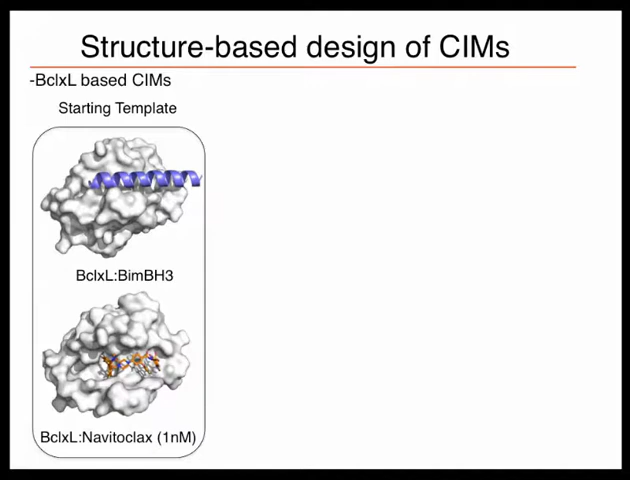 Structure-based design of CIMs
-BclxL based CIMs
Starting Template
BclxL:BimBH3
BclxL:Navitoclax (1nM)